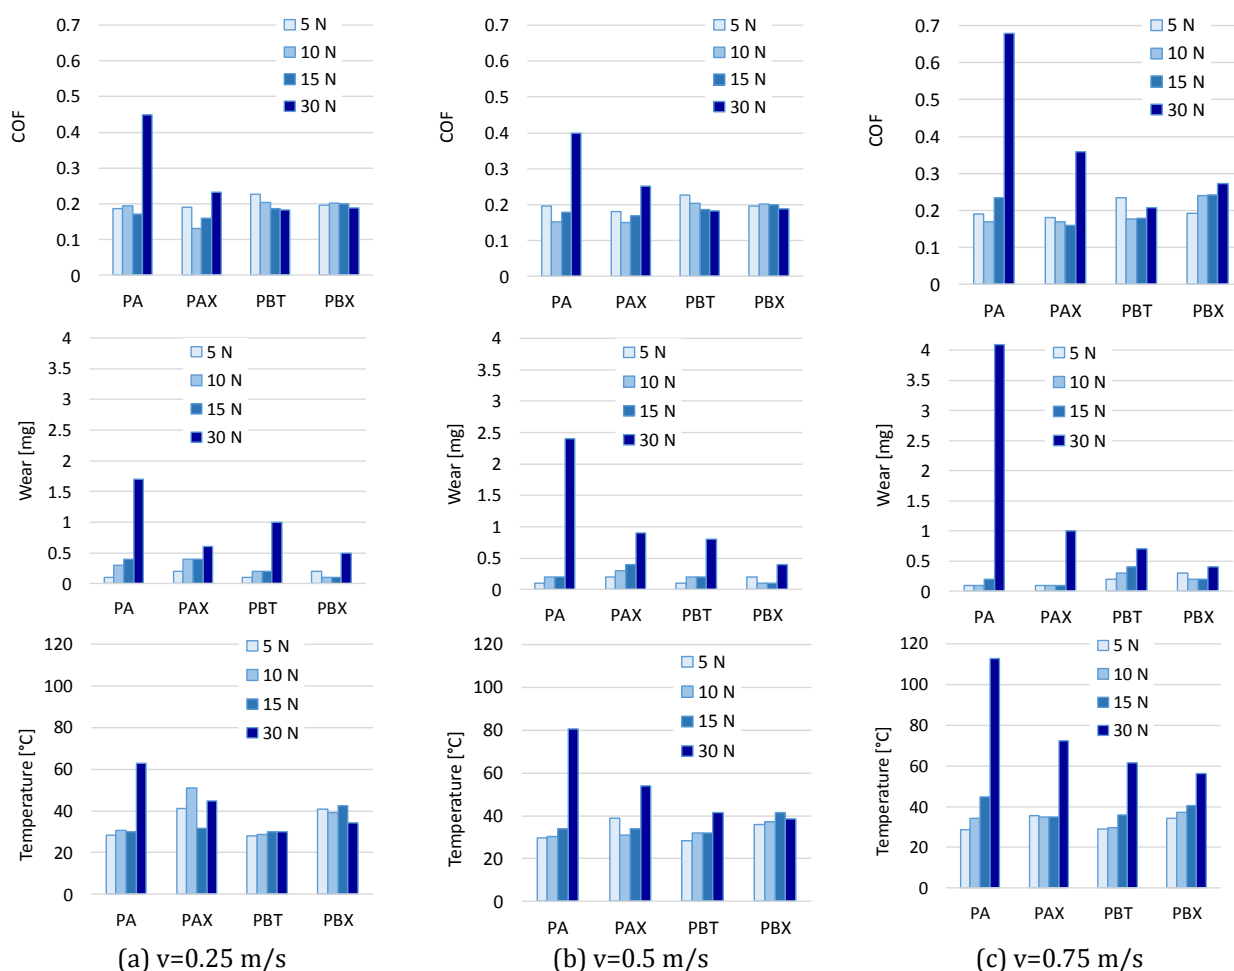 COF
0.7
0.6
0.5
0.4
0.3
0.2
0.1
0
5 N
10 N
15 N
30 N
PA PAX PBT PBX
COF
0.7
0.6
0.5
0.4
0.3
0.2
0.1
0
5 N
10 N
15 N
30 N
PA PAX PBT PBX
COF
0.7
0.6
0.5
0.4
0.3
0.2
0.1
0
5 N
10 N
15 N
30 N
PA PAX PBT PBX
Wear [mg]
4
3.5
3
2.5
2
1.5
1
0.5
0
5 N
10 N
15 N
30 N
PA PAX PBT PBX
Wear [mg]
4
3.5
3
2.5
2
1.5
1
0.5
0
5 N
10 N
15 N
30 N
PA PAX PBT PBX
Wear [mg]
4
3.5
3
2.5
2
1.5
1
0.5
0
5 N
10 N
15 N
30 N
PA PAX PBT PBX
Temperature [°C]
120
100
80
60
40
20
0
5 N
10 N
15 N
30 N
PA PAX PBT PBX
Temperature [°C]
120
100
80
60
40
20
0
5 N
10 N
15 N
30 N
PA PAX PBT PBX
Temperature [°C]
120
100
80
60
40
20
0
5 N
10 N
15 N
30 N
PA PAX PBT PBX
(a) v=0.25 m/s
(b) v=0.5 m/s
(c) v=0.75 m/s